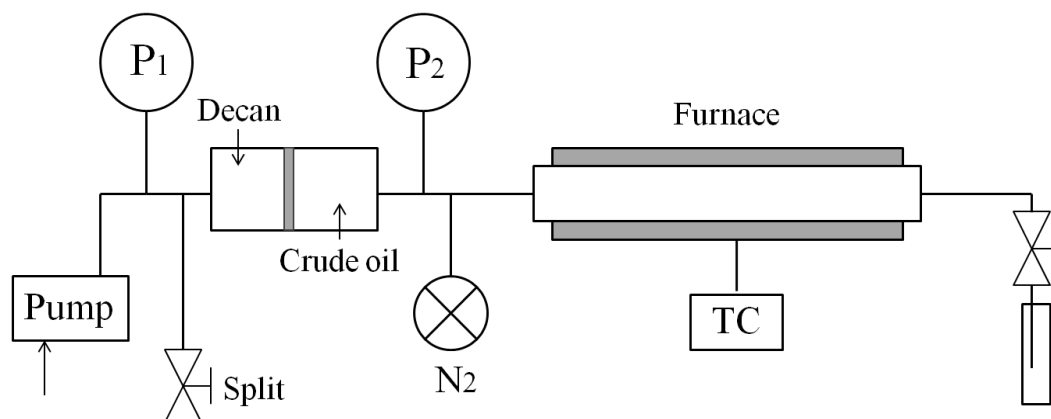 P1
P2
Decan
Furnace
Crude oil
Pump
TC
Split
N2